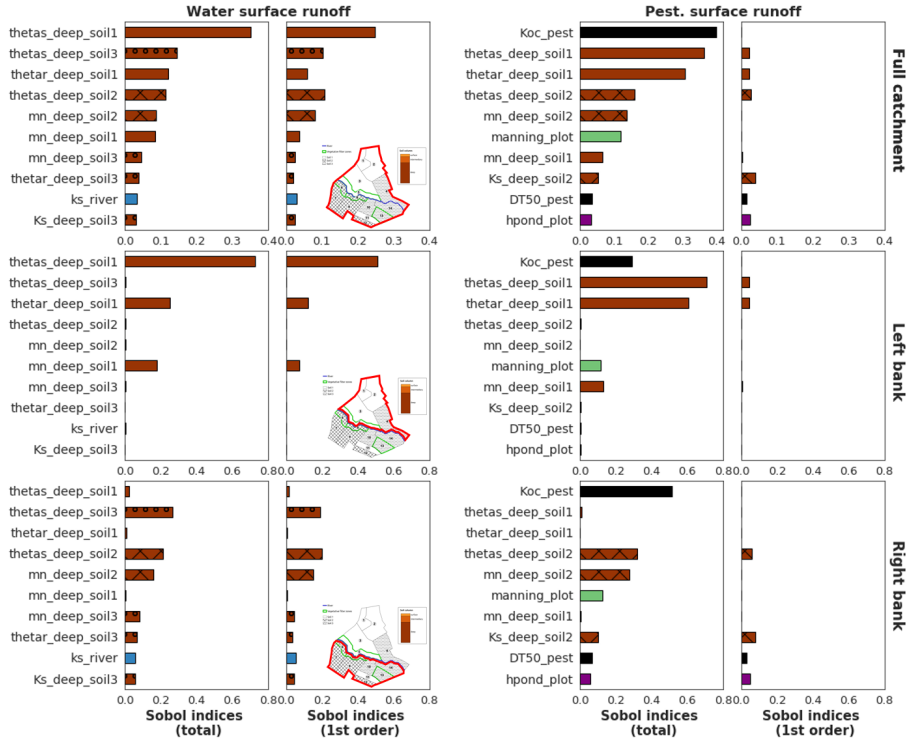 Water surface runoff
Pest. surface runoff
thetas_deep_soil1
thetas_deep_soil3
thetar_deep_soil1
thetas_deep_soil2
mn_deep_soil2
mn_deep_soil1
mn_deep_soil3
thetar_deep_soil3
ks_river
Ks_deep_soil3
0.0 0.1 0.2 0.3 0.4
0.0 0.1 0.2 0.3 0.4
Koc_pest
thetas_deep_soil1
thetar_deep_soil1
thetas_deep_soil2
mn_deep_soil2
manning_plot
mn_deep_soil1
Ks_deep_soil2
DT50_pest
hpond_plot
0.0 0.1 0.2 0.3 0.4
0.0 0.1 0.2 0.3 0.4
Full catchment
thetas_deep_soil1
thetas_deep_soil3
thetar_deep_soil1
thetas_deep_soil2
mn_deep_soil2
mn_deep_soil1
mn_deep_soil3
thetar_deep_soil3
ks_river
Ks_deep_soil3
0.0 0.2 0.4 0.6 0.8
0.0 0.2 0.4 0.6 0.8
Koc_pest
thetas_deep_soil1
thetar_deep_soil1
thetas_deep_soil2
mn_deep_soil2
manning_plot
mn_deep_soil1
Ks_deep_soil2
DT50_pest
hpond_plot
0.0 0.2 0.4 0.6 0.8
0.0 0.2 0.4 0.6 0.8
Left bank
thetas_deep_soil1
thetas_deep_soil3
thetar_deep_soil1
thetas_deep_soil2
mn_deep_soil2
mn_deep_soil1
mn_deep_soil3
thetar_deep_soil3
ks_river
Ks_deep_soil3
0.0 0.2 0.4 0.6 0.8
0.0 0.2 0.4 0.6 0.8
Sobol indices
(total)
Sobol indices
(1st order)
Koc_pest
thetas_deep_soil1
thetar_deep_soil1
thetas_deep_soil2
mn_deep_soil2
manning_plot
mn_deep_soil1
Ks_deep_soil2
DT50_pest
hpond_plot
0.0 0.2 0.4 0.6 0.8
0.0 0.2 0.4 0.6 0.8
Sobol indices
(total)
Sobol indices
(1st order)
Right bank